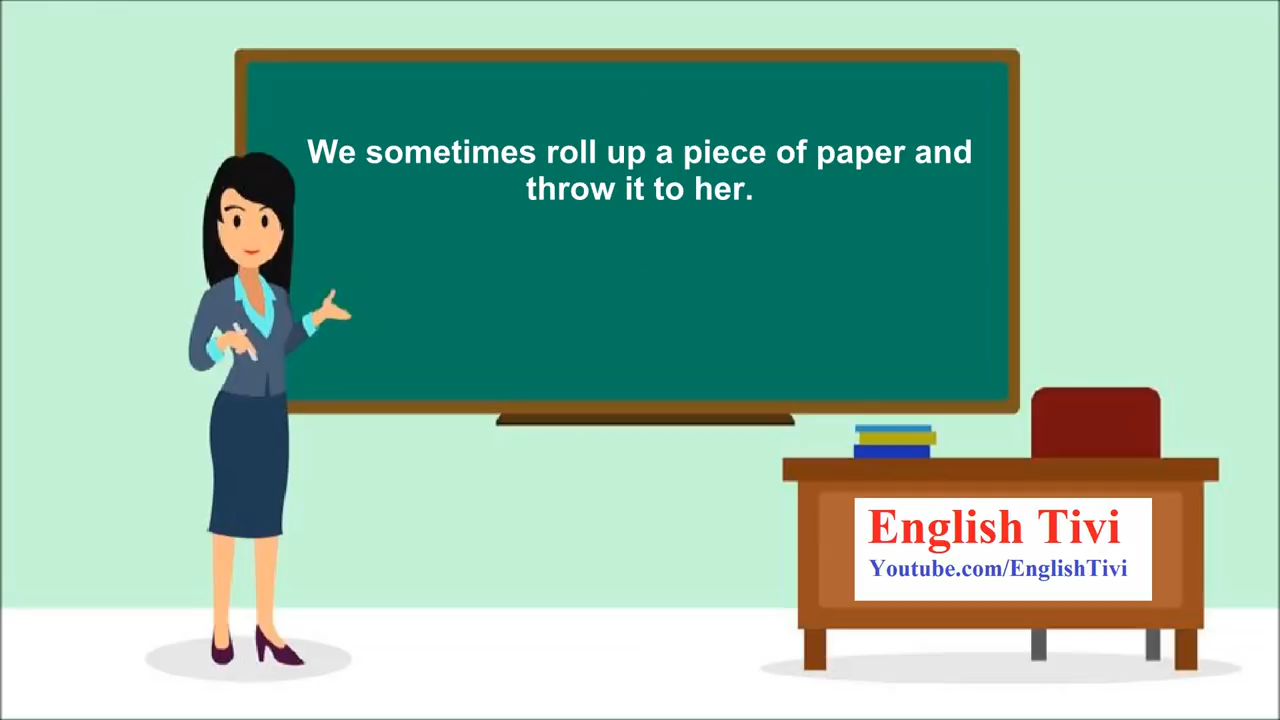 We sometimes roll up a piece of paper and
throw it to her.
English Tivi
Youtube.com/EnglishTivi